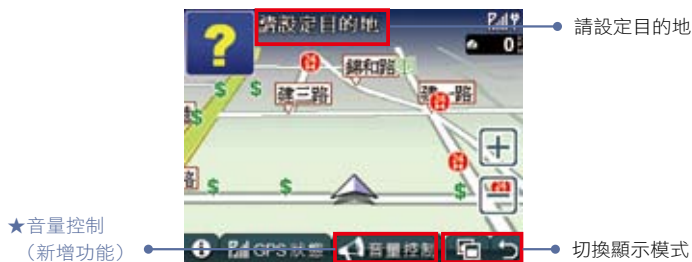 ?
請設定目的地
請設定目的地
0
錦和路
建三路
建一路
路
$
$
$
$
$
$
+
★音量控制
（新增功能）
GPS 狀態
音量控制
切換顯示模式